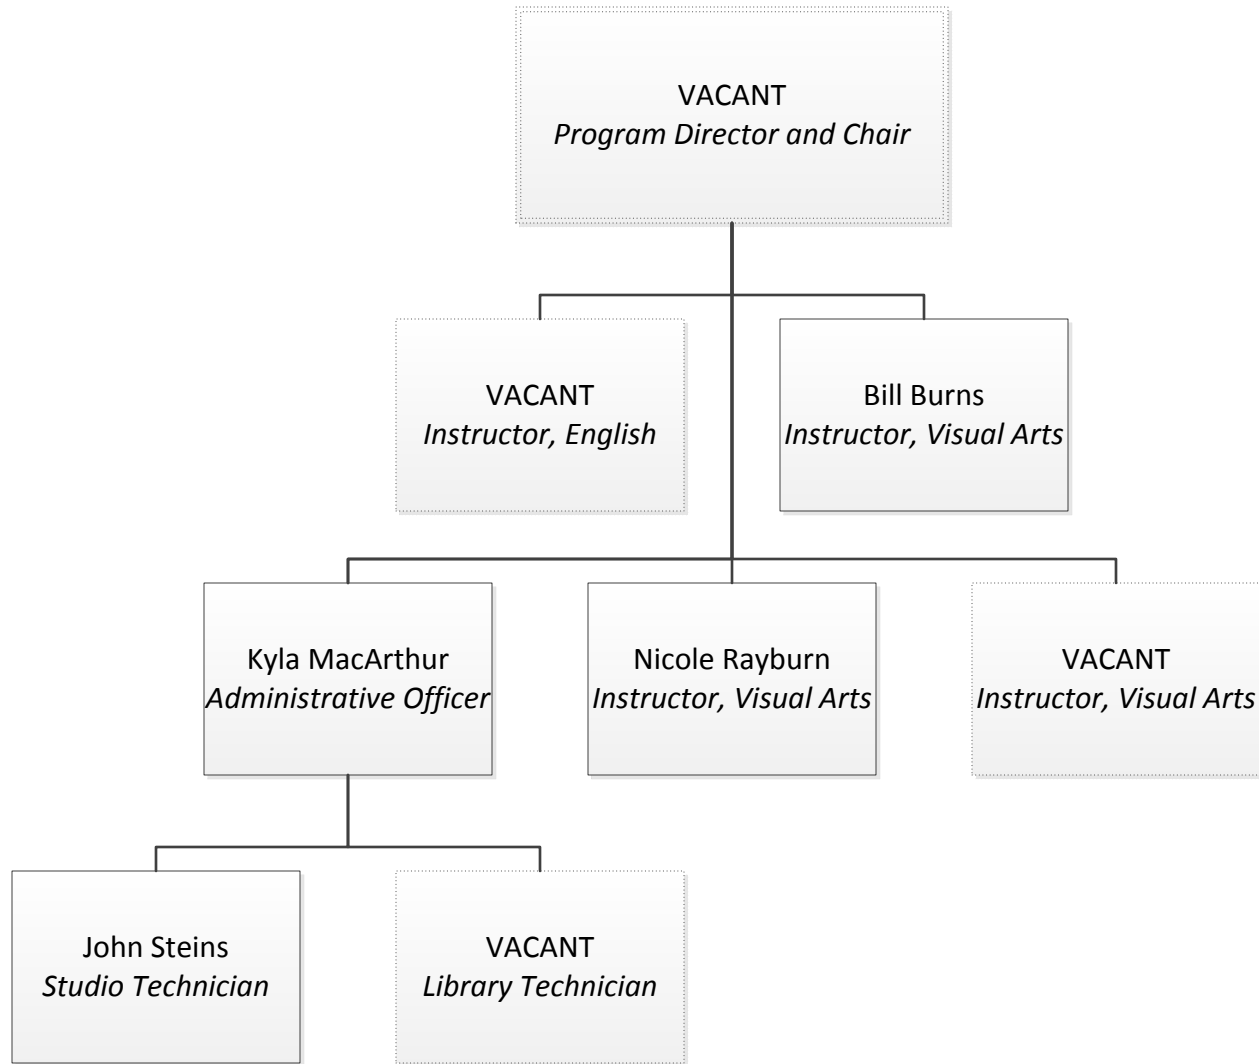 VACANT
Program Director and Chair
VACANT
Instructor, English
Bill Burns
Instructor, Visual Arts
Kyla MacArthur
Administrative Officer
Nicole Rayburn
Instructor, Visual Arts
VACANT
Instructor, Visual Arts
John Steins
Studio Technician
VACANT
Library Technician